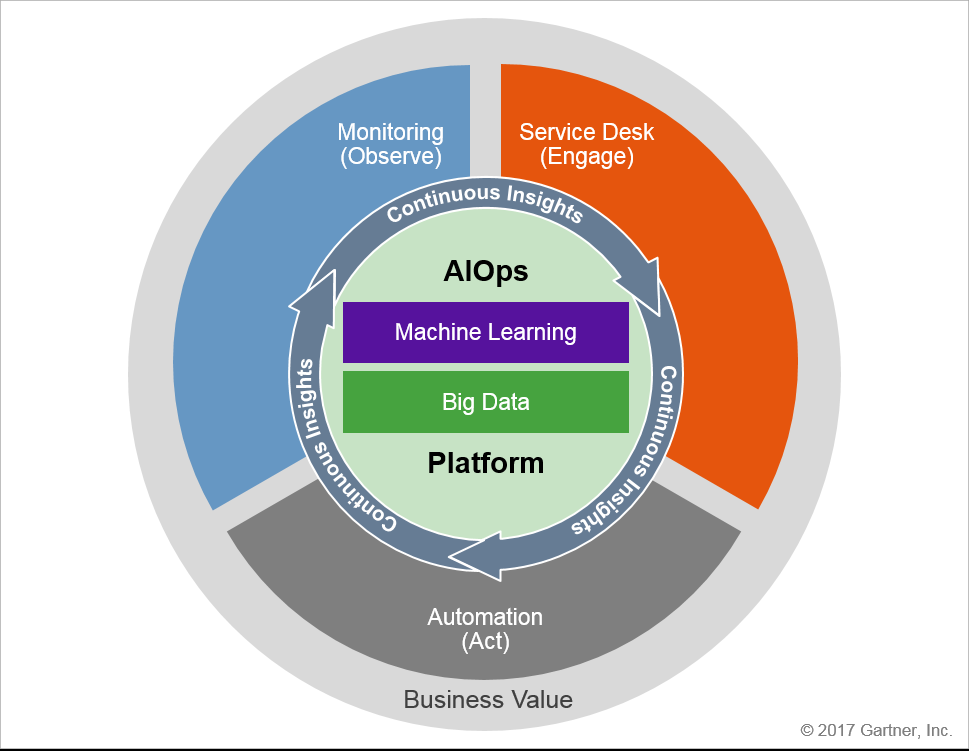 Monitoring
(Observe)
Service Desk
(Engage)
Continuous Insights
AIOps
Machine Learning
Big Data
Platform
Continuous Insights
Continuous Insights
Automation
(Act)
Business Value
© 2017 Gartner, Inc.